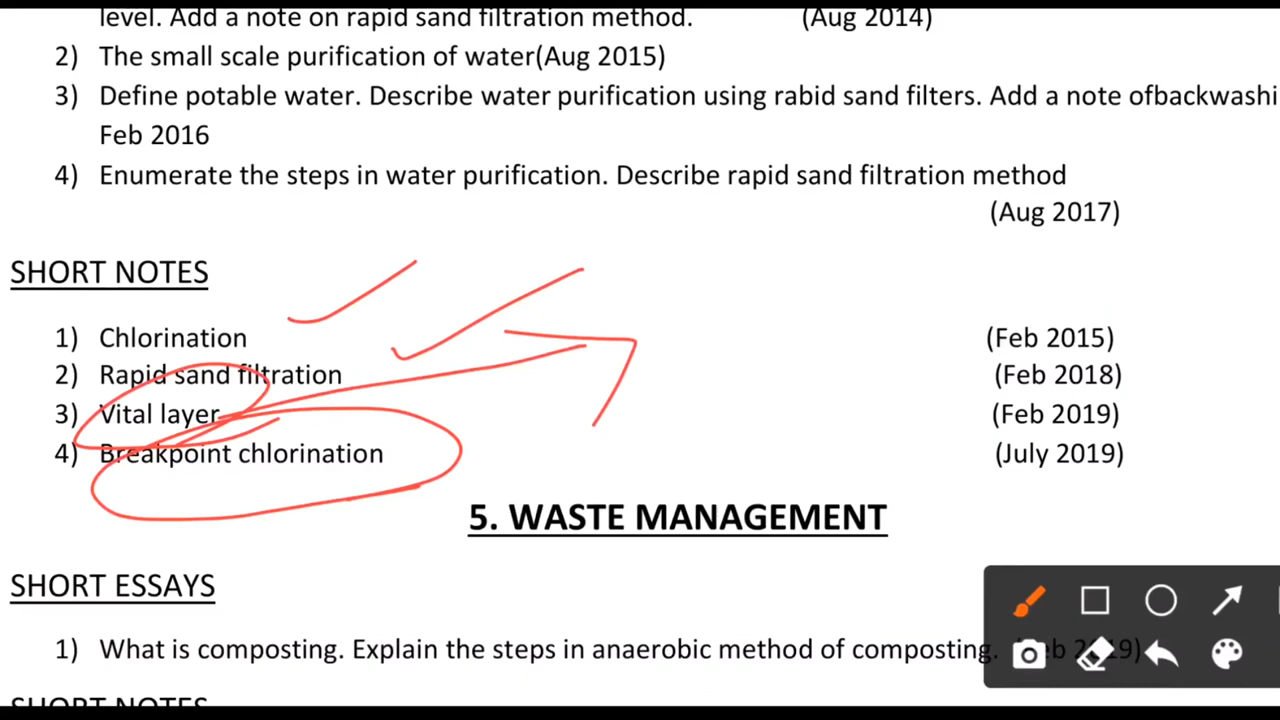 level. Add a note on rapid sand filtration method. (Aug 2014)
2) The small scale purification of water(Aug 2015)
3) Define potable water. Describe water purification using rabid sand filters. Add a note ofbackwashi
Feb 2016
4) Enumerate the steps in water purification. Describe rapid sand filtration method
(Aug 2017)
SHORT NOTES
1) Chlorination (Feb 2015)
2) Rapid sand filtration (Feb 2018)
3) Vital layer (Feb 2019)
4) Breakpoint chlorination (July 2019)
5. WASTE MANAGEMENT
SHORT ESSAYS
1) What is composting. Explain the steps in anaerobic method of composting. (Feb 2019)
SHORT NOTES